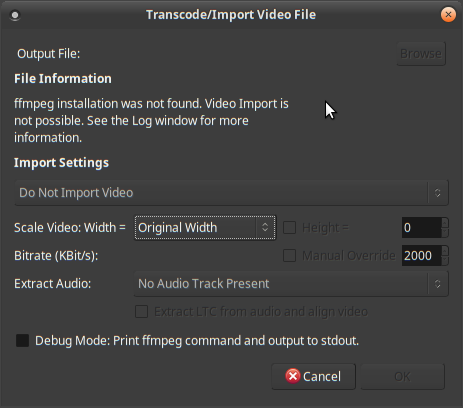 Transcode/Import Video File
Output File:
Browse
File Information
ffmpeg installation was not found. Video Import is
not possible. See the Log window for more
information.
Import Settings
Do Not Import Video
Scale Video: Width = Original Width Height = 0
Bitrate (KBit/s): Manual Override 2000
Extract Audio: No Audio Track Present
Extract LTC from audio and align video
Debug Mode: Print ffmpeg command and output to stdout.
Cancel OK